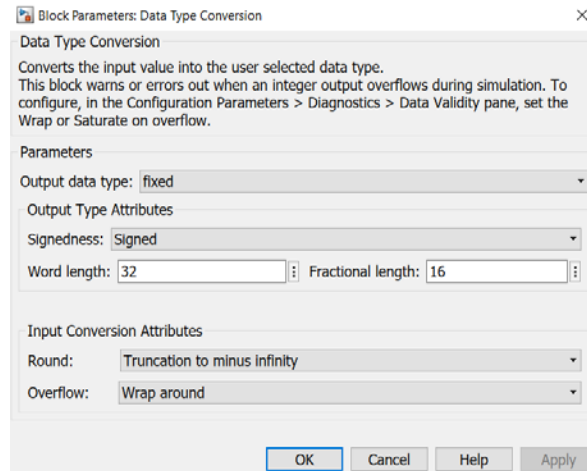 Block Parameters: Data Type Conversion
Data Type Conversion
Converts the input value into the user selected data type.
This block warns or errors out when an integer output overflows during simulation. To
configure, in the Configuration Parameters > Diagnostics > Data Validity pane, set the
Wrap or Saturate on overflow.
Parameters
Output data type: fixed
Output Type Attributes
Signedness: Signed
Word length: 32 Fractional length: 16
Input Conversion Attributes
Round: Truncation to minus infinity
Overflow: Wrap around
OK Cancel Help Apply